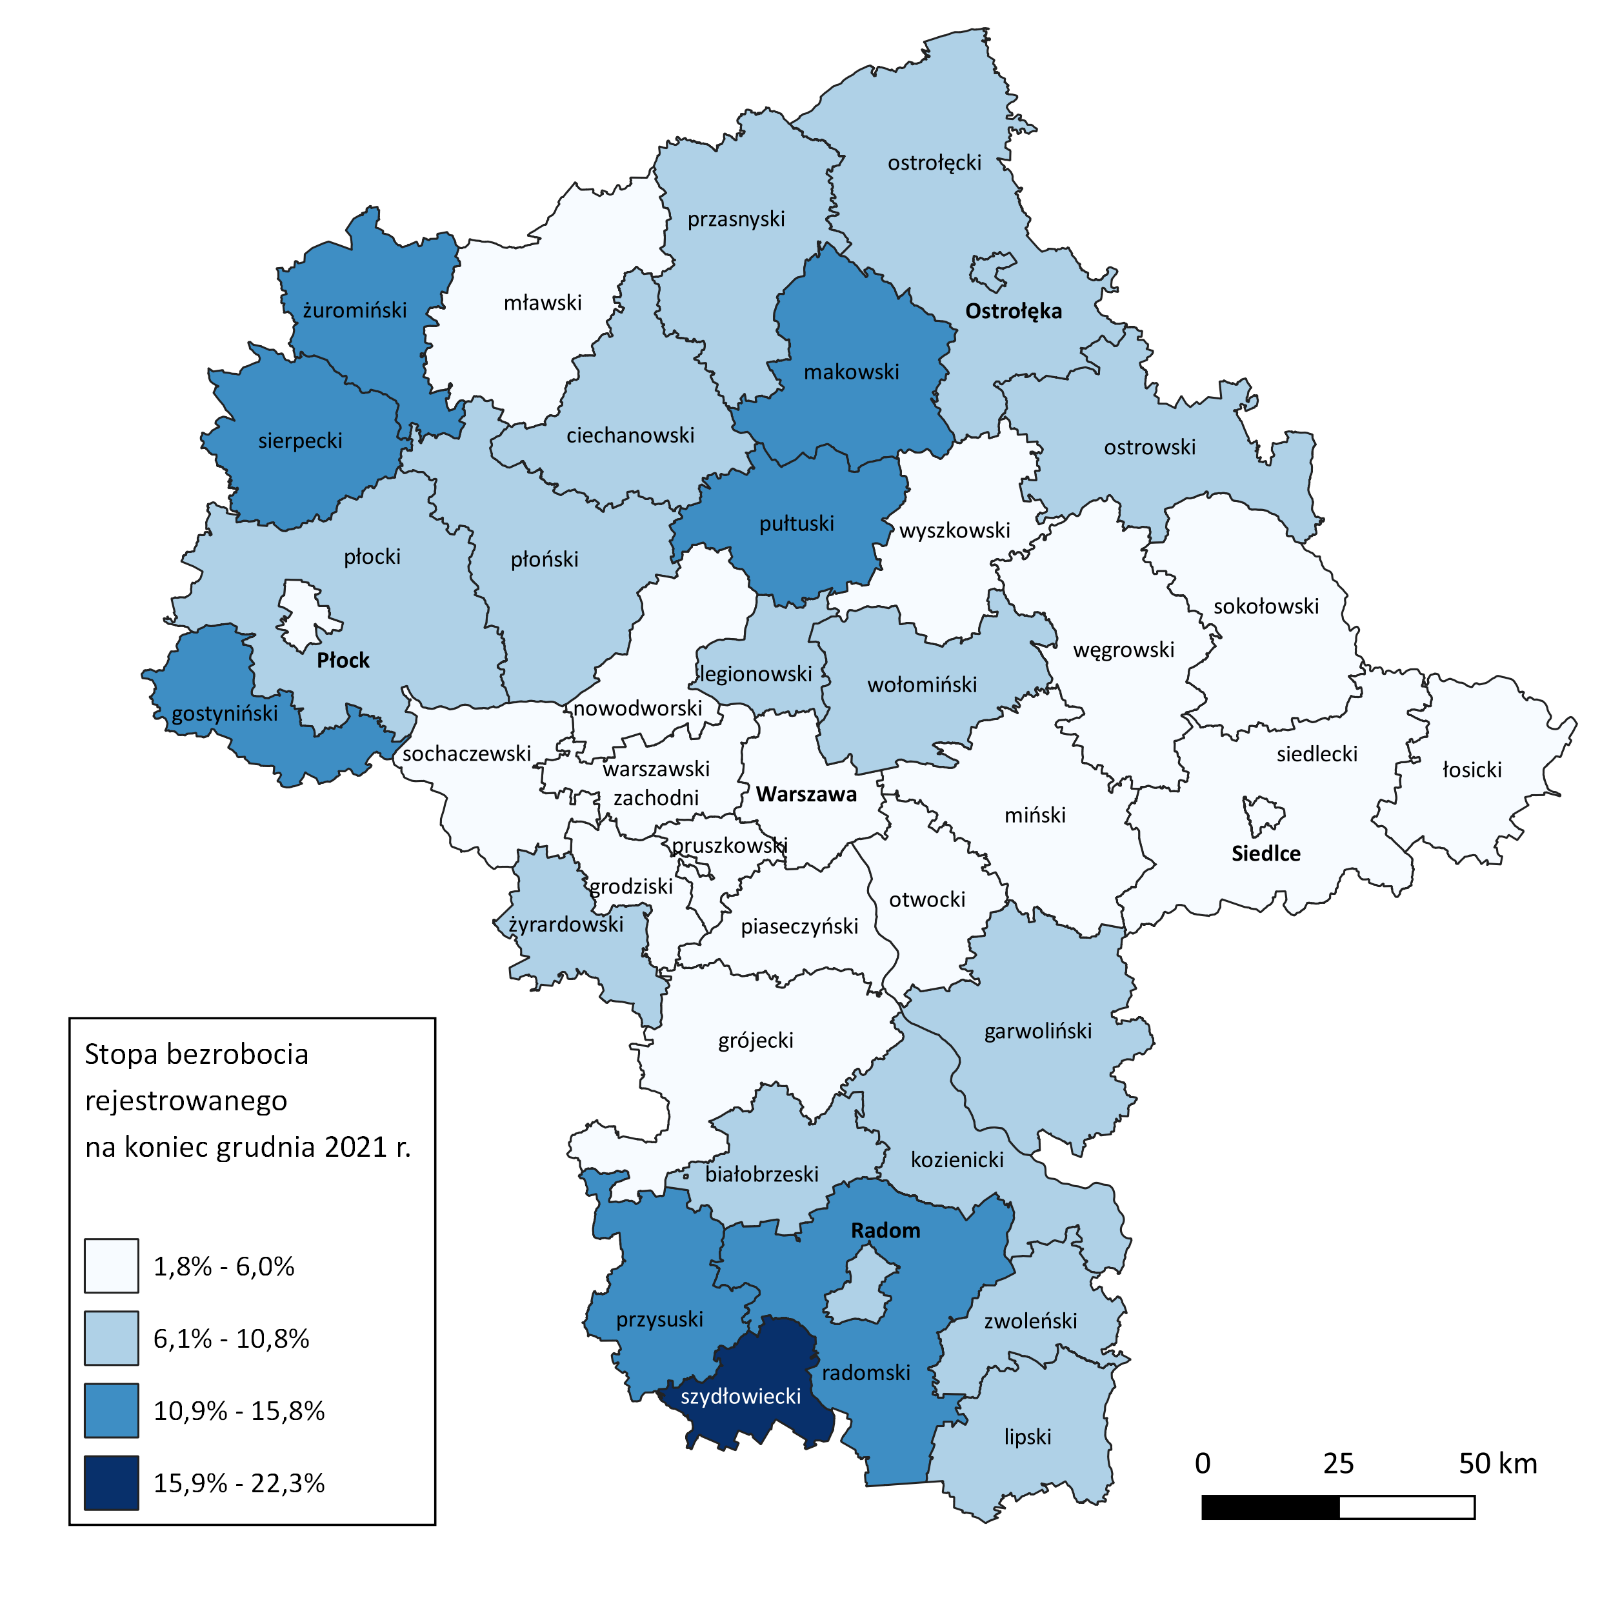 ostrołęcki
przasnyski
mławski
żuromiński
Ostrołęka
makowski
ciechanowski
sierpecki
ostrowski
pułtuski
wyszkowski
płocki
płoński
sokołowski
węgrowski
Płock
legionowski
wołomiński
gostyniński
nowodworski
sochaczewski
siedlecki
łosicki
warszawski
zachodni
Warszawa
miński
pruszkowski
Siedlce
grodziski
otwocki
żyrardowski
piaseczyński
garwoliński
grójecki
kozienicki
białobrzeski
Radom
przysuski
zwoleński
radomski
szydłowiecki
lipski
Stopa bezrobocia
rejestrowanego
na koniec grudnia 2021 r.
1,8% - 6,0%
6,1% - 10,8%
10,9% - 15,8%
15,9% - 22,3%
0 25 50 km